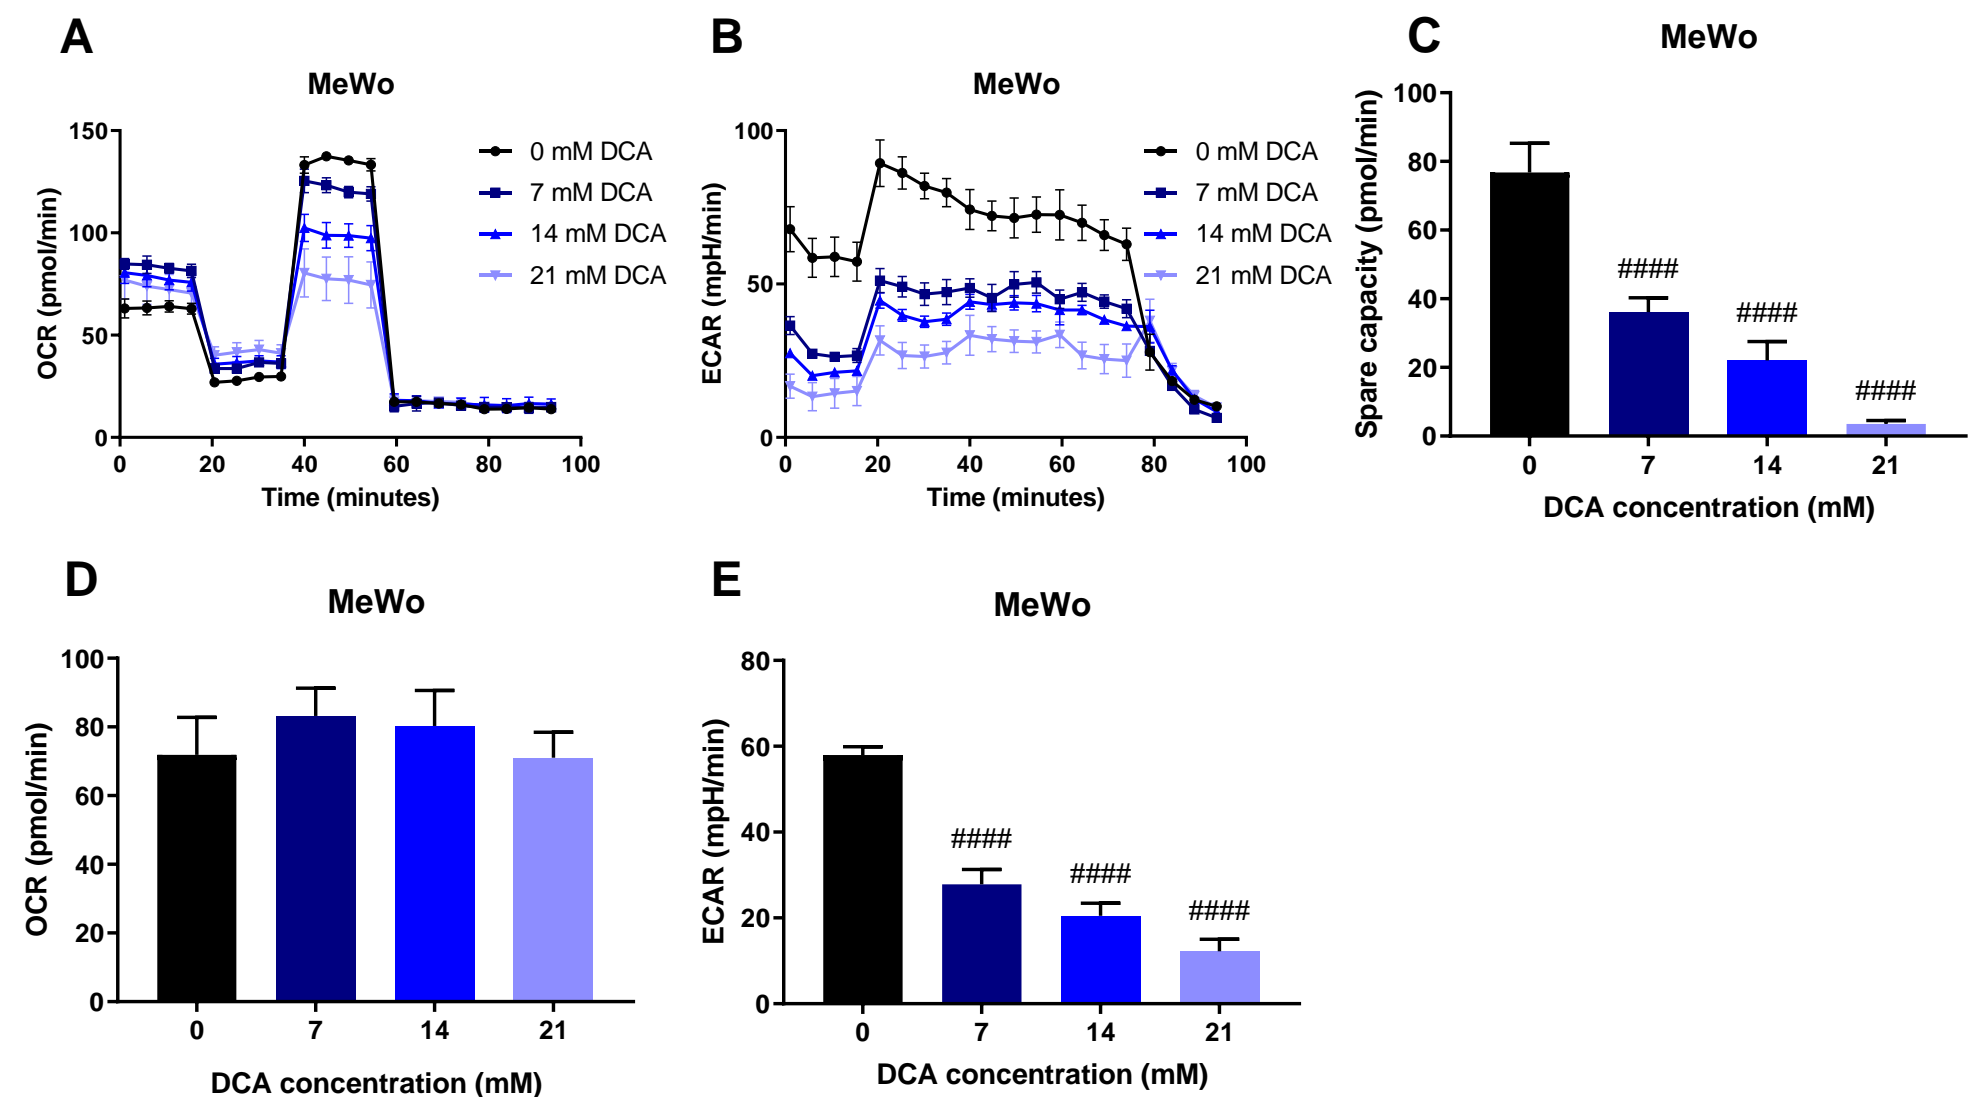 A
MeWo
OCR (pmol/min)
150
100
50
0
0 20 40 60 80 100
Time (minutes)
0 mM DCA
7 mM DCA
14 mM DCA
21 mM DCA
B
MeWo
ECAR (mpH/min)
100
50
0
0 20 40 60 80 100
Time (minutes)
0 mM DCA
7 mM DCA
14 mM DCA
21 mM DCA
C
MeWo
Spare capacity (pmol/min)
100
80
60
40
20
0
####
####
####
0 7 14 21
DCA concentration (mM)
D
MeWo
OCR (pmol/min)
100
80
60
40
20
0
0 7 14 21
DCA concentration (mM)
E
MeWo
ECAR (mpH/min)
80
60
40
20
0
####
####
####
0 7 14 21
DCA concentration (mM)